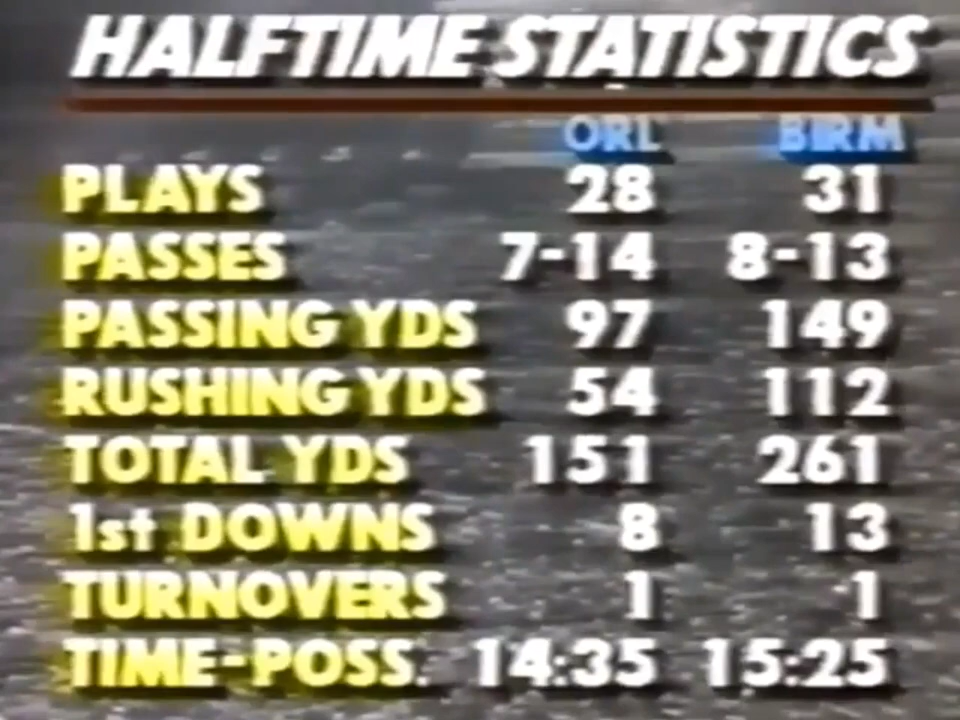 HALFTIME STATISTICS
ORL BIRM
PLAYS 28 31
PASSES 7-14 8-13
PASSING YDS 97 149
RUSHING YDS 54 112
TOTAL YDS 151 261
1st DOWNS 8 13
TURNOVERS 1 1
TIME-POSS. 14:35 15:25